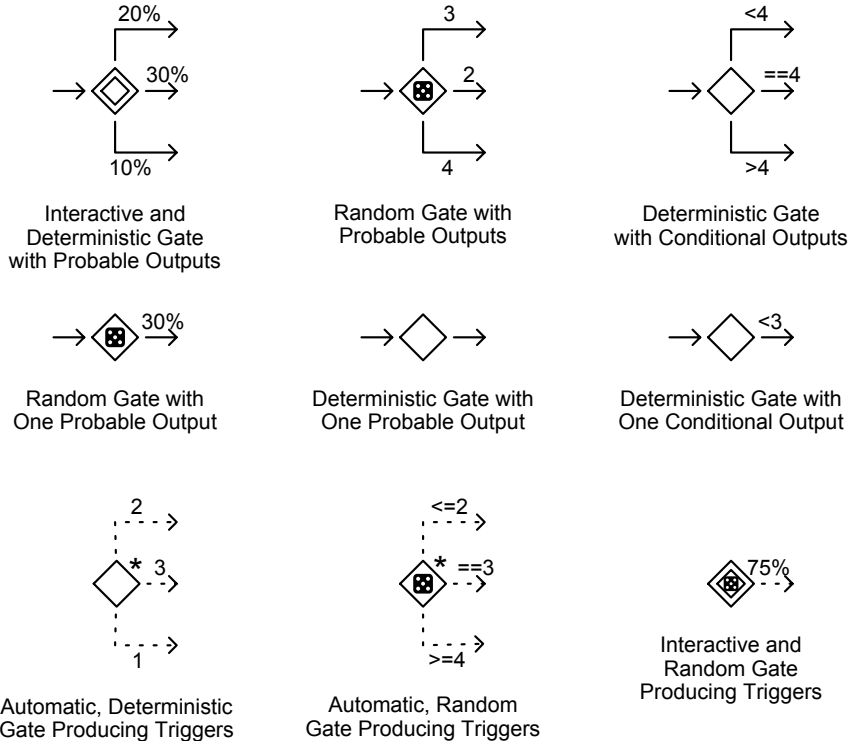 20%
30%
10%
Interactive and
Deterministic Gate
with Probable Outputs
3
2
4
Random Gate with
Probable Outputs
<4
==4
>4
Deterministic Gate
with Conditional Outputs
30%
Random Gate with
One Probable Output
Deterministic Gate with
One Probable Output
<3
Deterministic Gate with
One Conditional Output
2
* 3
1
Automatic, Deterministic
Gate Producing Triggers
<=2
* ==3
>=4
Automatic, Random
Gate Producing Triggers
75%
Interactive and
Random Gate
Producing Triggers